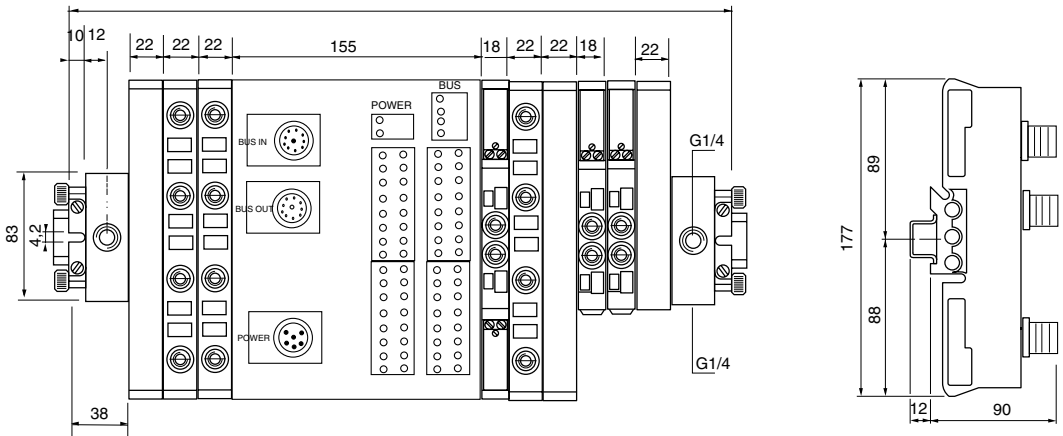 10 12
22 22 22 155 18 22 22 18 22
BUS
POWER
BUS IN
BUS OUT
POWER
G1/4
G1/4
83
4,2
38
177
89
88
12 90